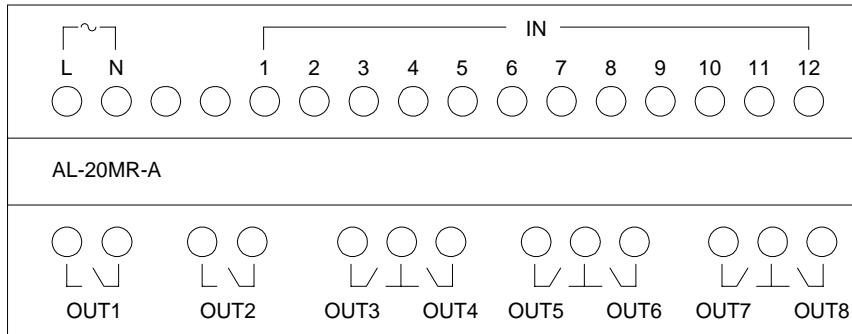 ~
IN
L N 1 2 3 4 5 6 7 8 9 10 11 12
AL-20MR-A
OUT1 OUT2 OUT3 OUT4 OUT5 OUT6 OUT7 OUT8